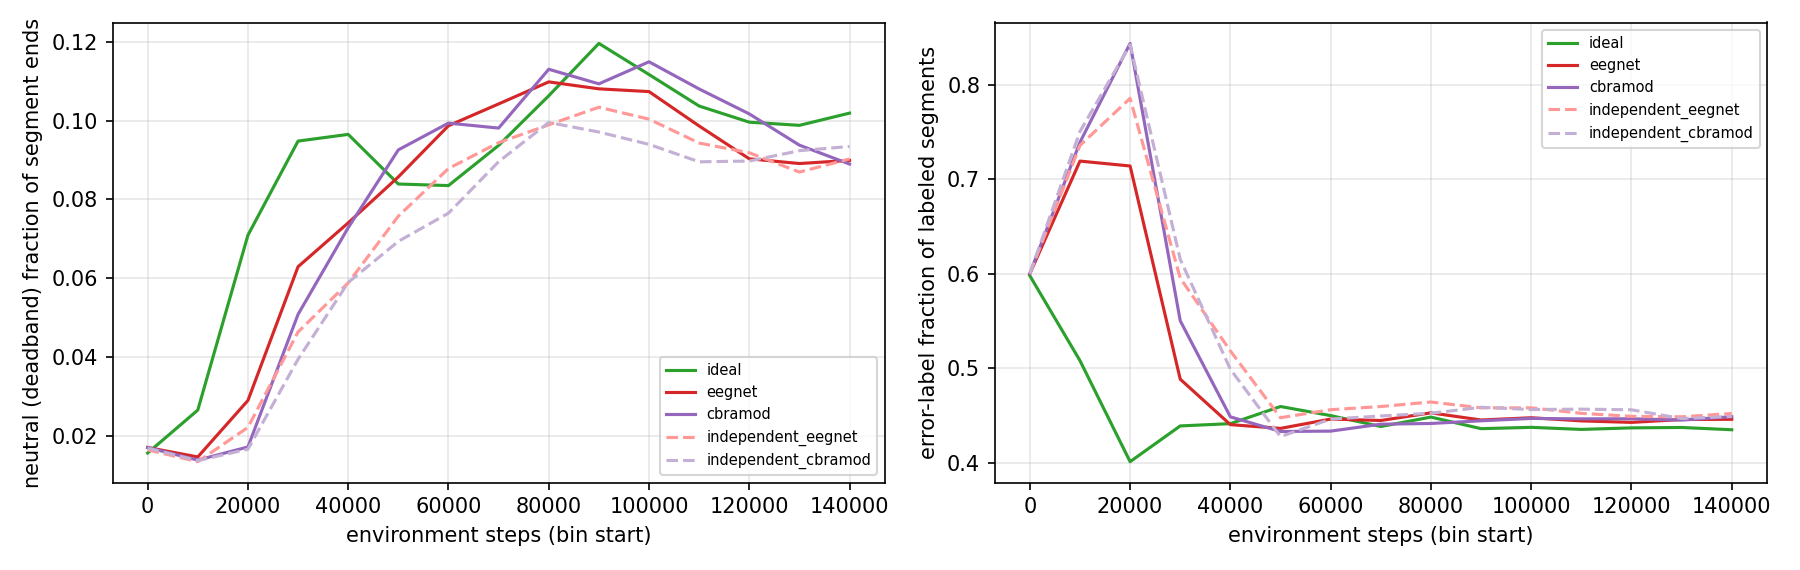 neutral (deadband) fraction of segment ends
0.12
0.10
0.08
0.06
0.04
0.02
ideal
eegnet
cbramod
independent_eegnet
independent_cbramod
0 20000 40000 60000 80000 100000 120000 140000
environment steps (bin start)
error-label fraction of labeled segments
0.8
0.7
0.6
0.5
0.4
ideal
eegnet
cbramod
independent_eegnet
independent_cbramod
0 20000 40000 60000 80000 100000 120000 140000
environment steps (bin start)